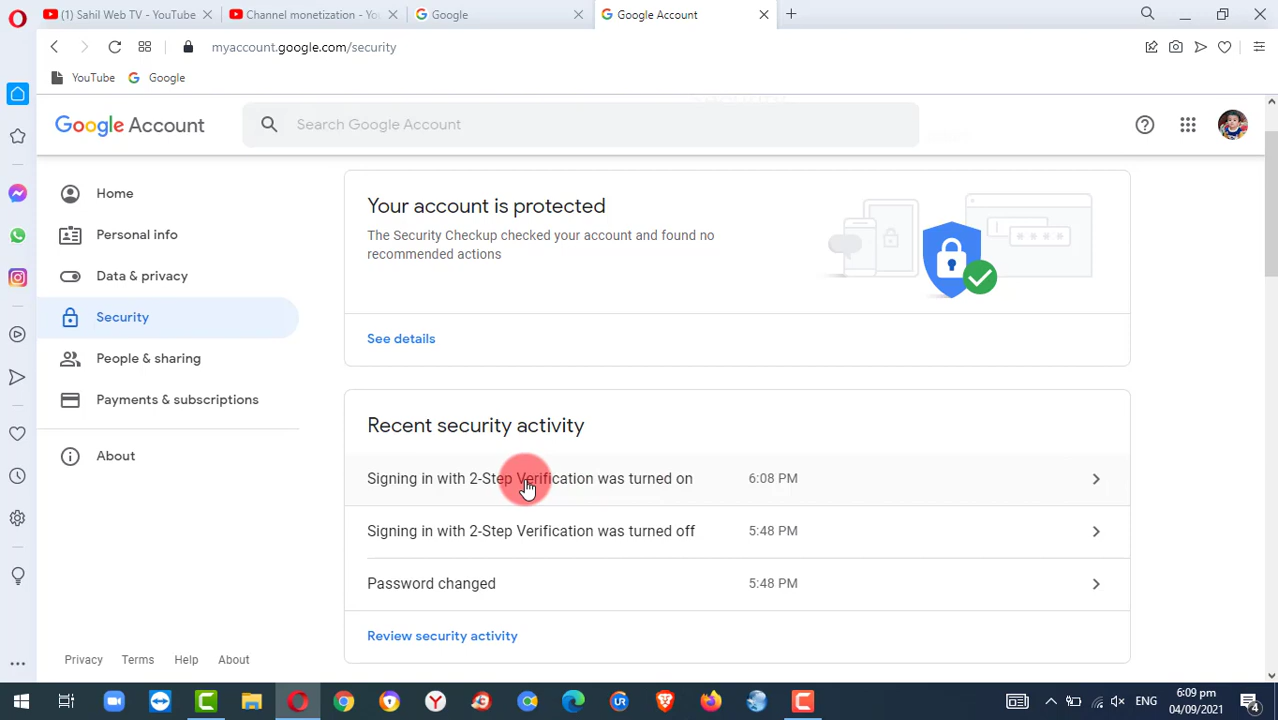 (1) Sahil Web TV - YouTube
Channel monetization - Yo
Google
Google Account
myaccount.google.com/security
YouTube
Google
Google Account
Search Google Account
Home
Personal info
Data & privacy
Security
People & sharing
Payments & subscriptions
About
Your account is protected
The Security Checkup checked your account and found no
recommended actions
See details
Recent security activity
Signing in with 2-Step Verification was turned on 6:08 PM
Signing in with 2-Step Verification was turned off 5:48 PM
Password changed 5:48 PM
Review security activity
Privacy Terms Help About
ENG
6:09 pm
04/09/2021
4